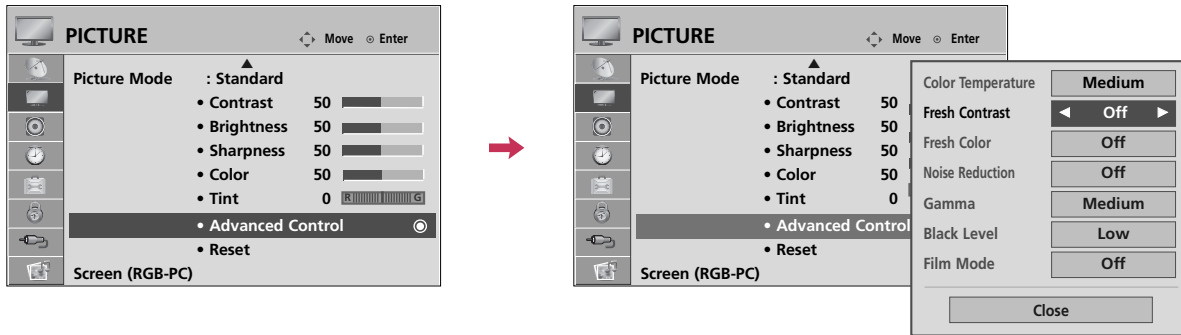 PICTURE
Move Enter
Picture Mode : Standard
• Contrast 50
• Brightness 50
• Sharpness 50
• Color 50
• Tint 0 R G
• Advanced Control
• Reset
Screen (RGB-PC)
PICTURE
Move Enter
Picture Mode : Standard
• Contrast 50
• Brightness 50
• Sharpness 50
• Color 50
• Tint 0
• Advanced Control
• Reset
Screen (RGB-PC)
Color Temperature Medium
Fresh Contrast ◄ Off ►
Fresh Color Off
Noise Reduction Off
Gamma Medium
Black Level Low
Film Mode Off
Close